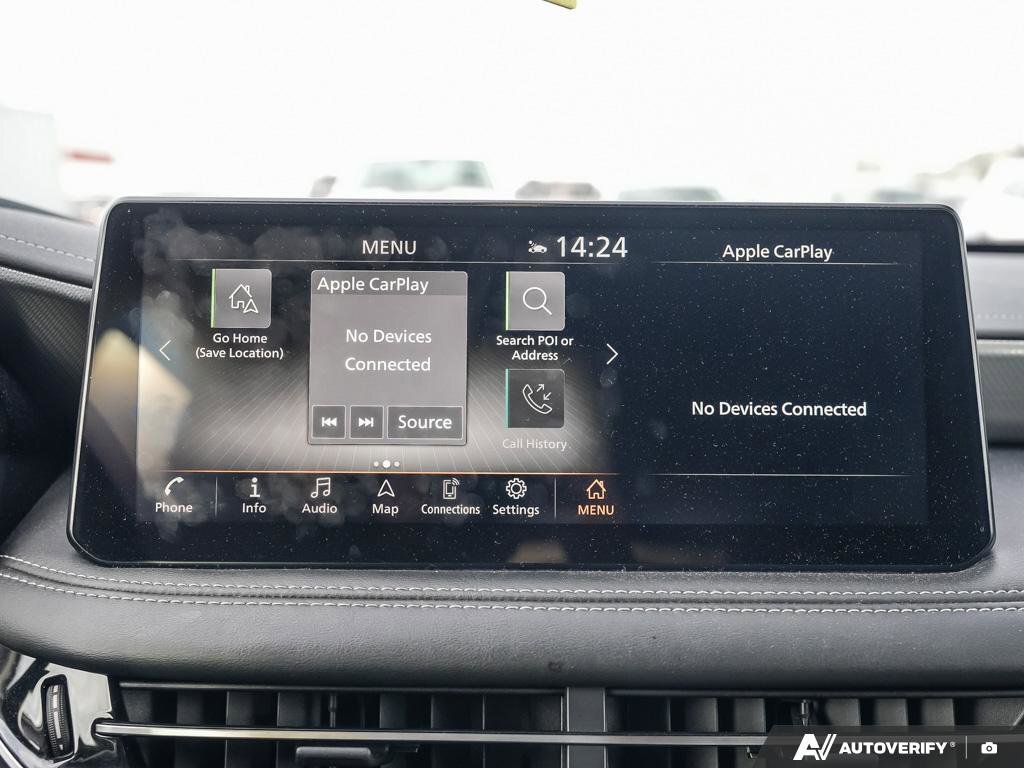 MENU
14:24
Apple CarPlay
Go Home
(Save Location)
Apple CarPlay
No Devices
Connected
Source
Search POI or
Address
Call History
No Devices Connected
Phone
Info
Audio
Map
Connections
Settings
MENU
AV AUTOVERIFY®